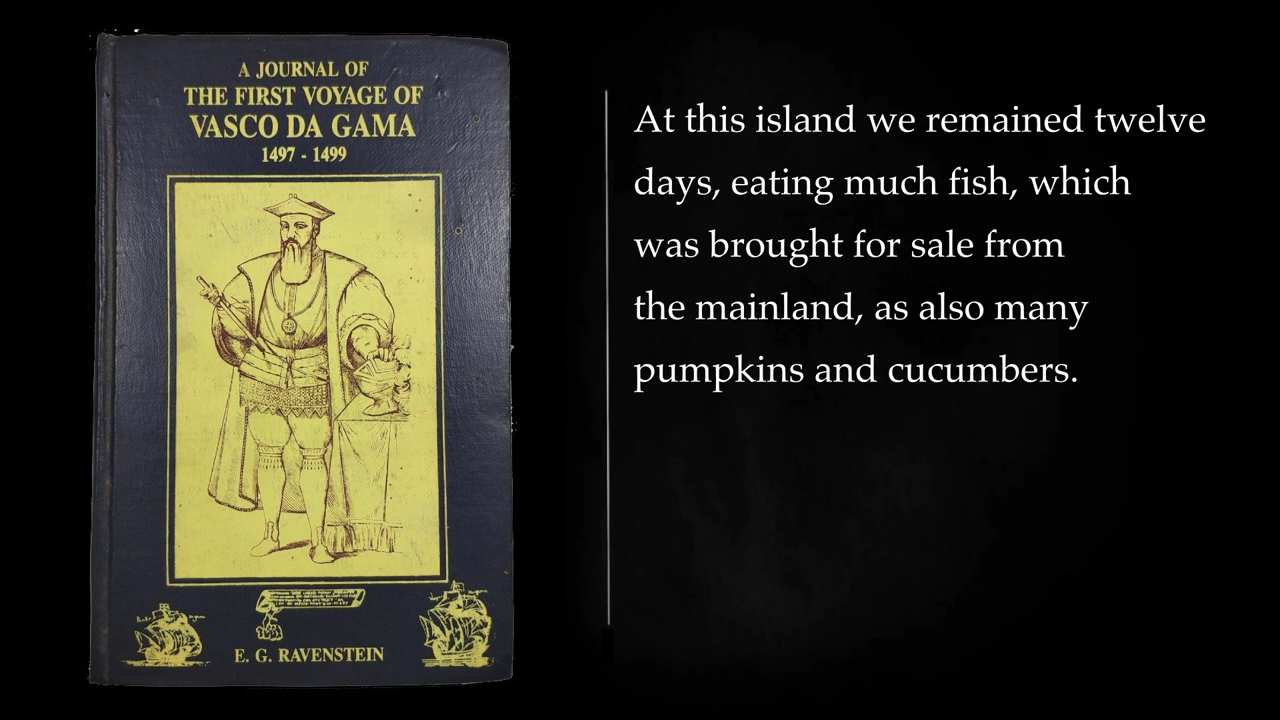 A JOURNAL OF
THE FIRST VOYAGE OF
VASCO DA GAMA
1497 - 1499
E. G. RAVENSTEIN
At this island we remained twelve
days, eating much fish, which
was brought for sale from
the mainland, as also many
pumpkins and cucumbers.